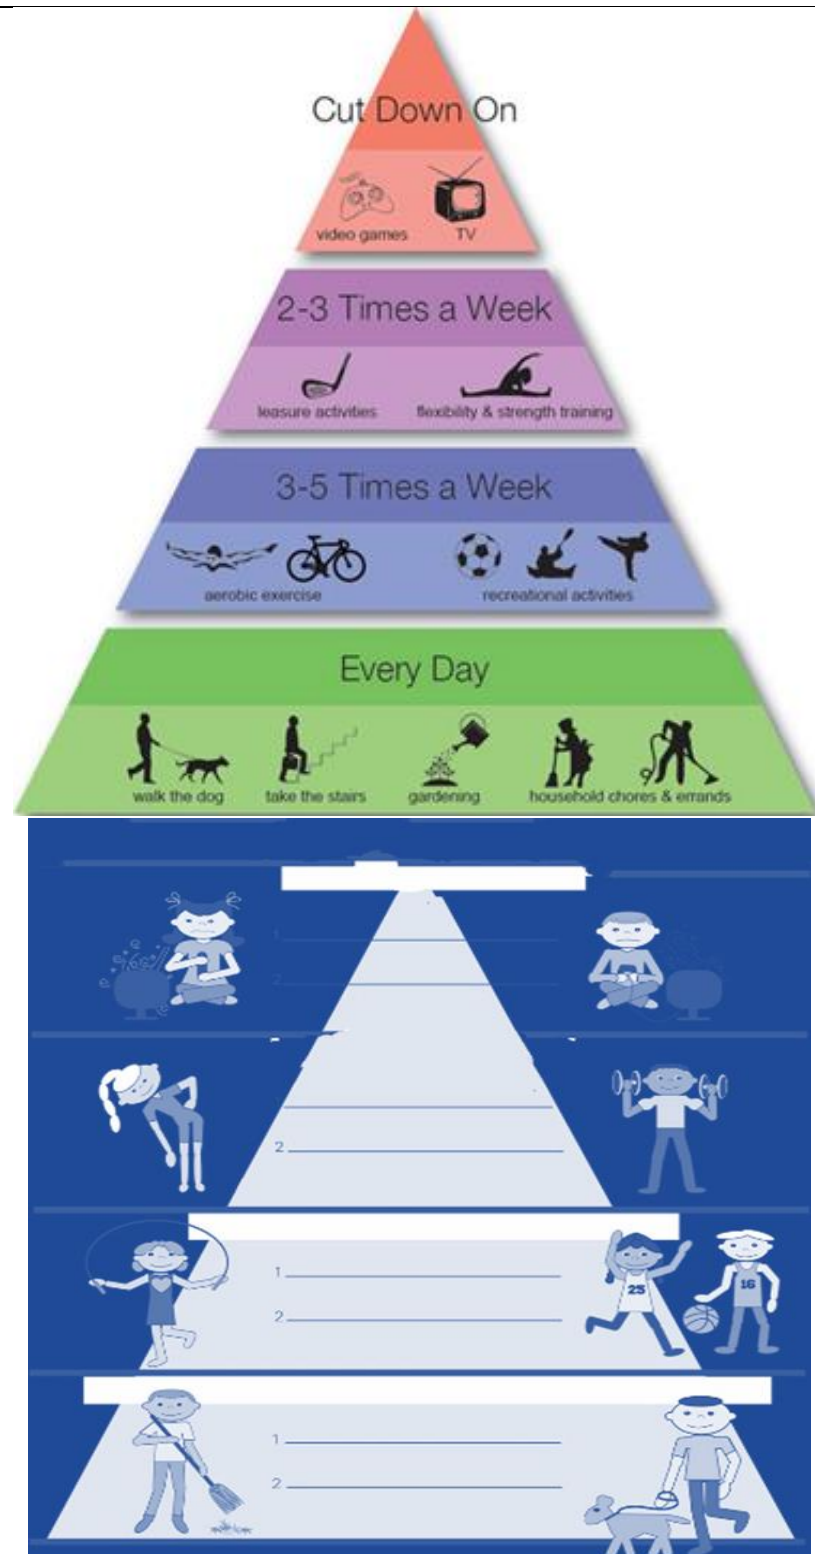 Cut Down On
video games TV
2-3 Times a Week
leasure activities flexibility & strength training
3-5 Times a Week
aerobic exercise recreational activities
Every Day
walk the dog take the stairs gardening household chores & errands
1
2
2
1
2
25 16
1
2